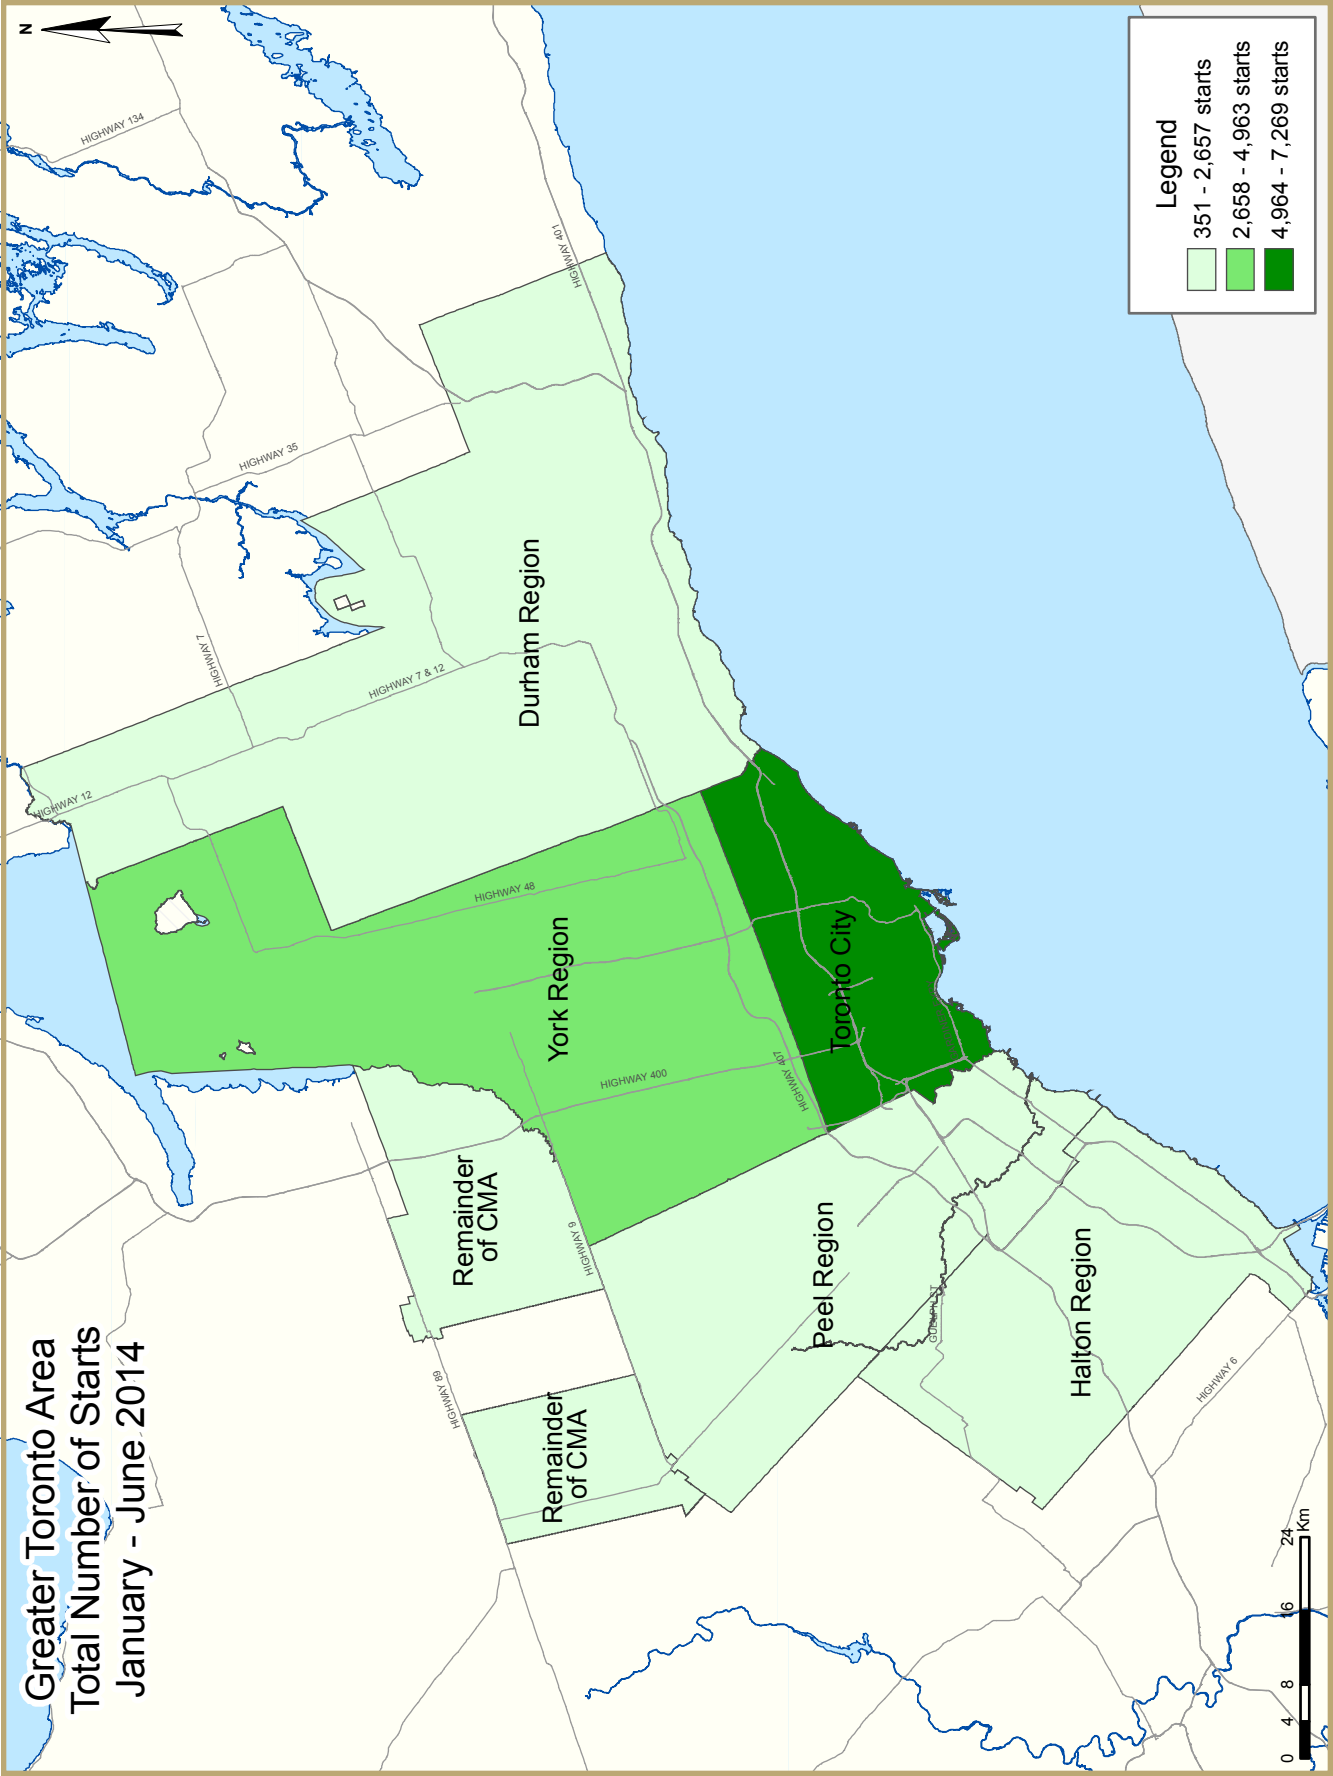 Greater Toronto Area
Total Number of Starts
January - June 2014
N
HIGHWAY 134
HIGHWAY 401
HIGHWAY 35
HIGHWAY 7
HIGHWAY 7 & 12
HIGHWAY 12
Durham Region
HIGHWAY 48
York Region
Toronto City
HIGHWAY 400
HIGHWAY 407
Remainder
of CMA
HIGHWAY 9
HIGHWAY 89
Remainder
of CMA
Peel Region
GUELPH ST
Halton Region
HIGHWAY 6
Legend
351 - 2,657 starts
2,658 - 4,963 starts
4,964 - 7,269 starts
0 4 8 16 24
Km